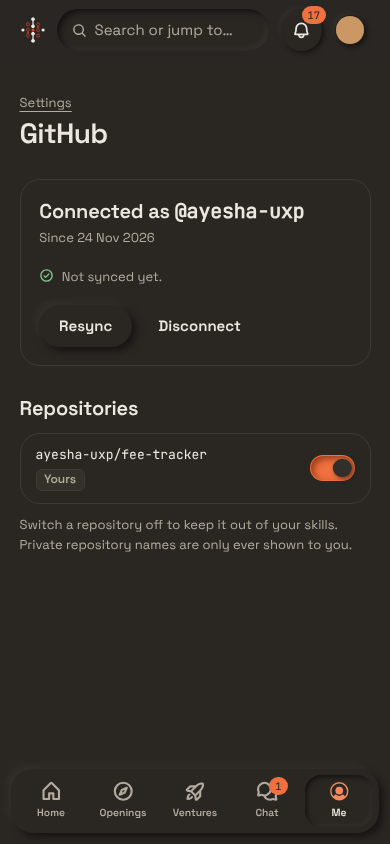 Search or jump to...
17
Settings
GitHub
Connected as @ayesha-uxp
Since 24 Nov 2026
Not synced yet.
Resync
Disconnect
Repositories
ayesha-uxp/fee-tracker
Yours
Switch a repository off to keep it out of your skills.
Private repository names are only ever shown to you.
1
Home
Openings
Ventures
Chat
Me